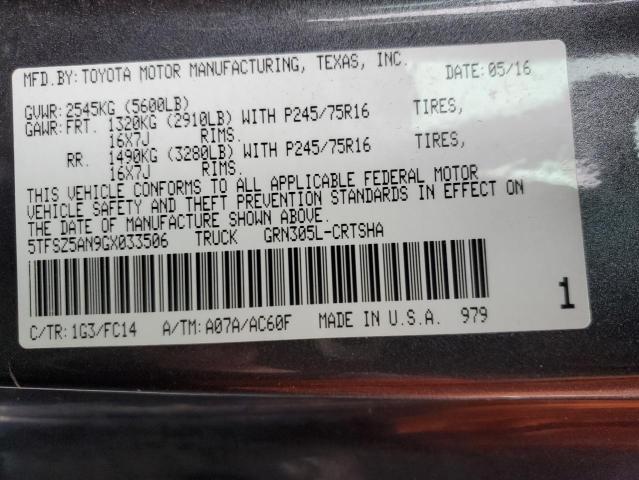 MFD.BY:TOYOTA MOTOR MANUFACTURING, TEXAS, INC. DATE:05/16
GVWR:2545KG (5600LB)
GAWR:FRT. 1320KG (2910LB) WITH P245/75R16 TIRES,
16X7J RIMS.
RR. 1490KG (3280LB) WITH P245/75R16 TIRES,
16X7J RIMS.
THIS VEHICLE CONFORMS TO ALL APPLICABLE FEDERAL MOTOR
VEHICLE SAFETY AND THEFT PREVENTION STANDARDS IN EFFECT ON
THE DATE OF MANUFACTURE SHOWN ABOVE.
5TFSZ5AN9GX033506 TRUCK GRN305L-CRTSHA
1
C/TR:1G3/FC14 A/TM:A07A/AC60F MADE IN U.S.A. 979